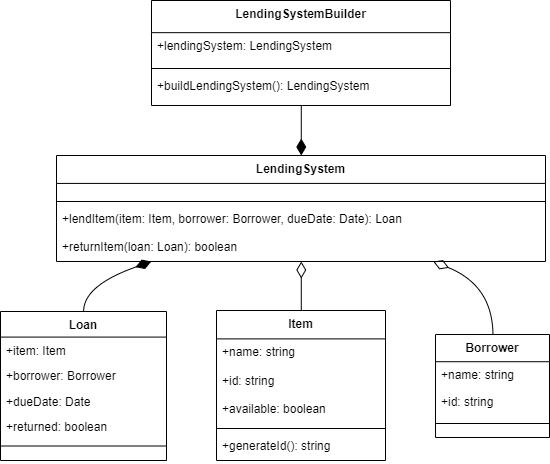 LendingSystemBuilder
+lendingSystem: LendingSystem
+buildLendingSystem(): LendingSystem
LendingSystem
+lendItem(item: Item, borrower: Borrower, dueDate: Date): Loan
+returnItem(loan: Loan): boolean
Loan
+item: Item
+borrower: Borrower
+dueDate: Date
+returned: boolean
Item
+name: string
+id: string
+available: boolean
+generateId(): string
Borrower
+name: string
+id: string